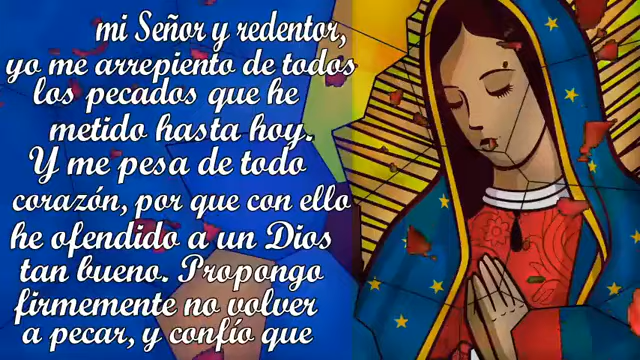 mi Señor y redentor,
yo me arrepiento de todos
los pecados que he
metido hasta hoy.
Y me pesa de todo
corazón, por que con ello
he ofendido a un Dios
tan bueno. Propongo
firmemente no volver
a pecar, y confío que